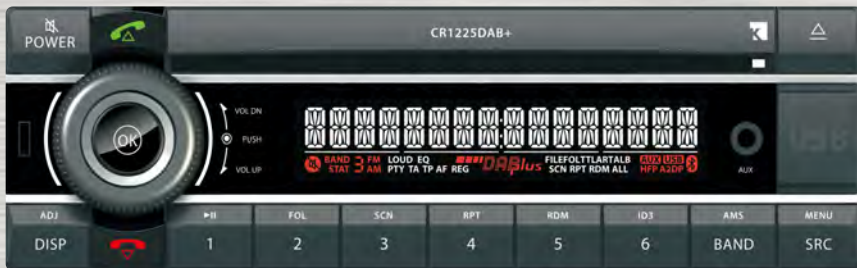 POWER
CR1225DAB+
K
VOL DN
OK
PUSH
VOL UP
BAND 3 FM LOUD EQ DABplus FILEFOLTTLARTALB AUX USB
STAT AM PTY TA TP AF REG SCN RPT RDM ALL HFP A2DP
AUX
USB
ADJ ►II FOL SCN RPT RDM ID3 AMS MENU
DISP 1 2 3 4 5 6 BAND SRC